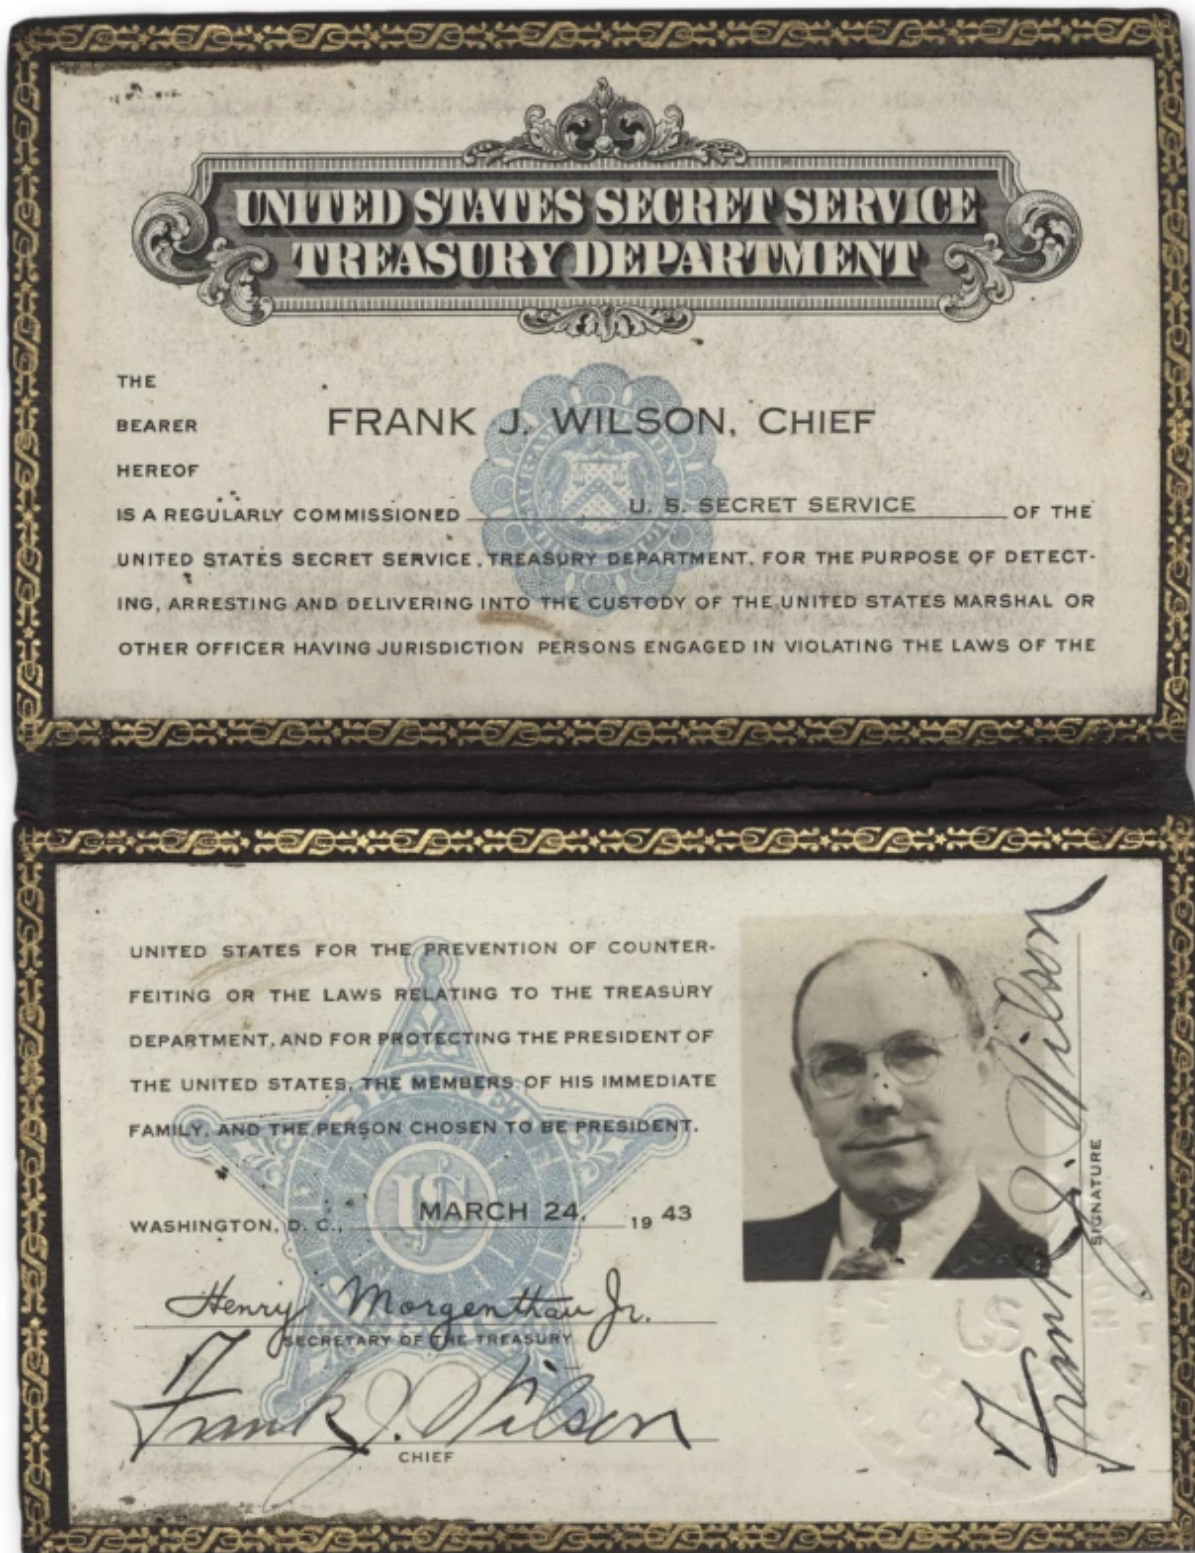 UNITED STATES SECRET SERVICE
TREASURY DEPARTMENT
THE
BEARER FRANK J. WILSON, CHIEF
HEREOF
IS A REGULARLY COMMISSIONED U. S. SECRET SERVICE OF THE
UNITED STATES SECRET SERVICE, TREASURY DEPARTMENT, FOR THE PURPOSE OF DETECT-
ING, ARRESTING AND DELIVERING INTO THE CUSTODY OF THE UNITED STATES MARSHAL OR
OTHER OFFICER HAVING JURISDICTION PERSONS ENGAGED IN VIOLATING THE LAWS OF THE
UNITED STATES FOR THE PREVENTION OF COUNTER-
FEITING OR THE LAWS RELATING TO THE TREASURY
DEPARTMENT, AND FOR PROTECTING THE PRESIDENT OF
THE UNITED STATES, THE MEMBERS OF HIS IMMEDIATE
FAMILY, AND THE PERSON CHOSEN TO BE PRESIDENT.
SECRET
US
WASHINGTON, D. C., MARCH 24, 19 43
Henry Morgenthau Jr.
SECRETARY OF THE TREASURY
Frank J. Wilson
CHIEF
Frank J. Wilson
SIGNATURE
US